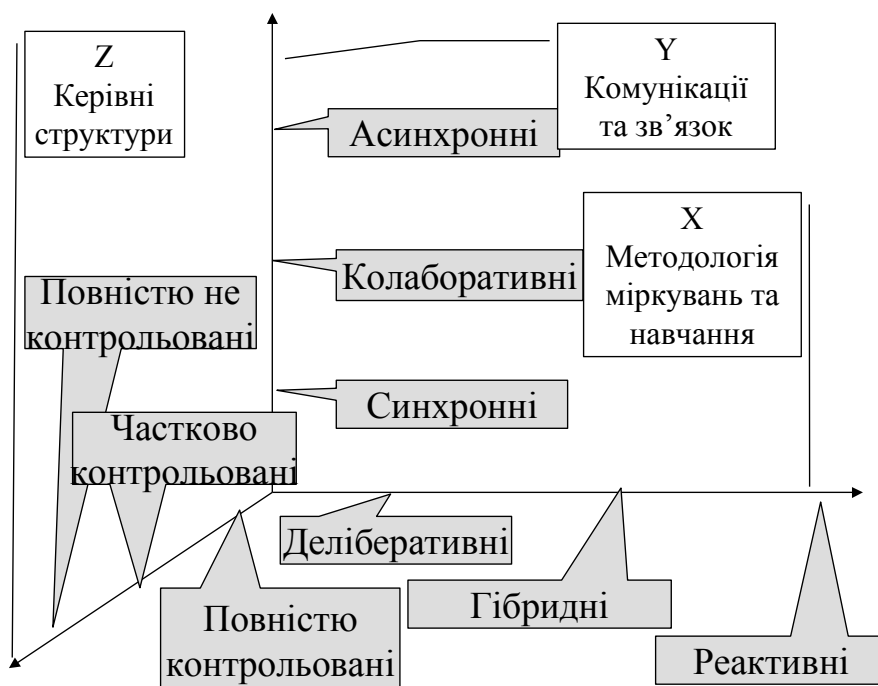 Z
Керівні
структури
Y
Комунікації
та зв’язок
Асинхронні
X
Методологія
міркувань та
навчання
Колаборативні
Повністю не
контрольовані
Синхронні
Частково
контрольовані
Деліберативні
Гібридні
Повністю
контрольовані
Реактивні